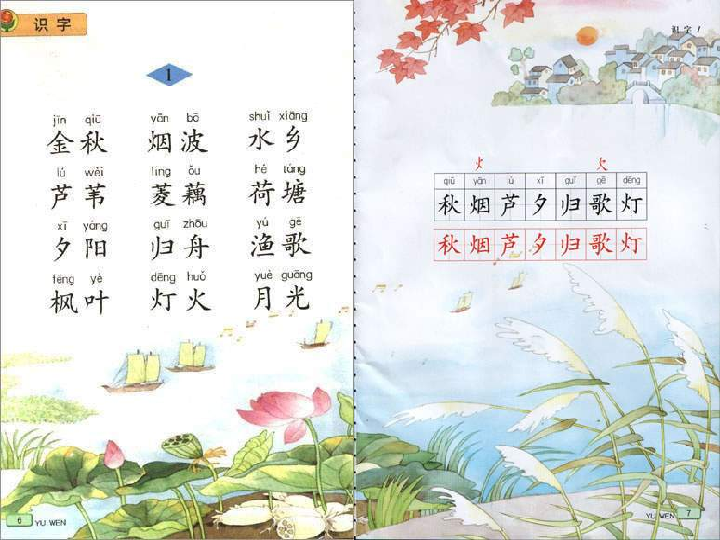 识字
1
jīn qiū yān bō shuǐ xiāng
金秋 烟波 水乡
lú wěi líng ǒu hé táng
芦苇 菱藕 荷塘
xī yáng guī zhōu yú gē
夕阳 归舟 渔歌
fēng yè dēng huǒ yuè guāng
枫叶 灯火 月光
6 YU WEN
识字 1
火 火
qiū yān lú xī guī gē dēng
秋烟芦夕归歌灯
秋烟芦夕归歌灯
YU WEN 7